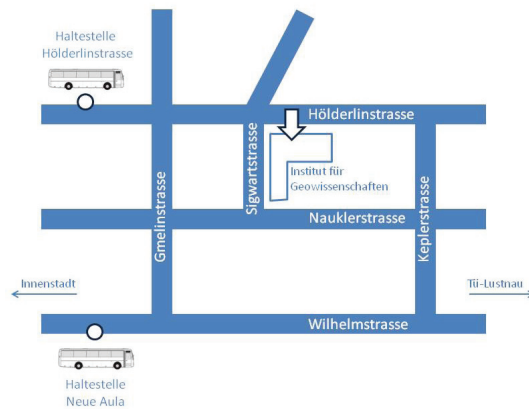 Haltestelle
Hölderlinstrasse
Hölderlinstrasse
Institut für
Geowissenschaften
Sigwartstrasse
Gmelinstrasse
Keplerstrasse
Nauklerstrasse
Innenstadt
Tü-Lustnau
Wilhelmstrasse
Haltestelle
Neue Aula